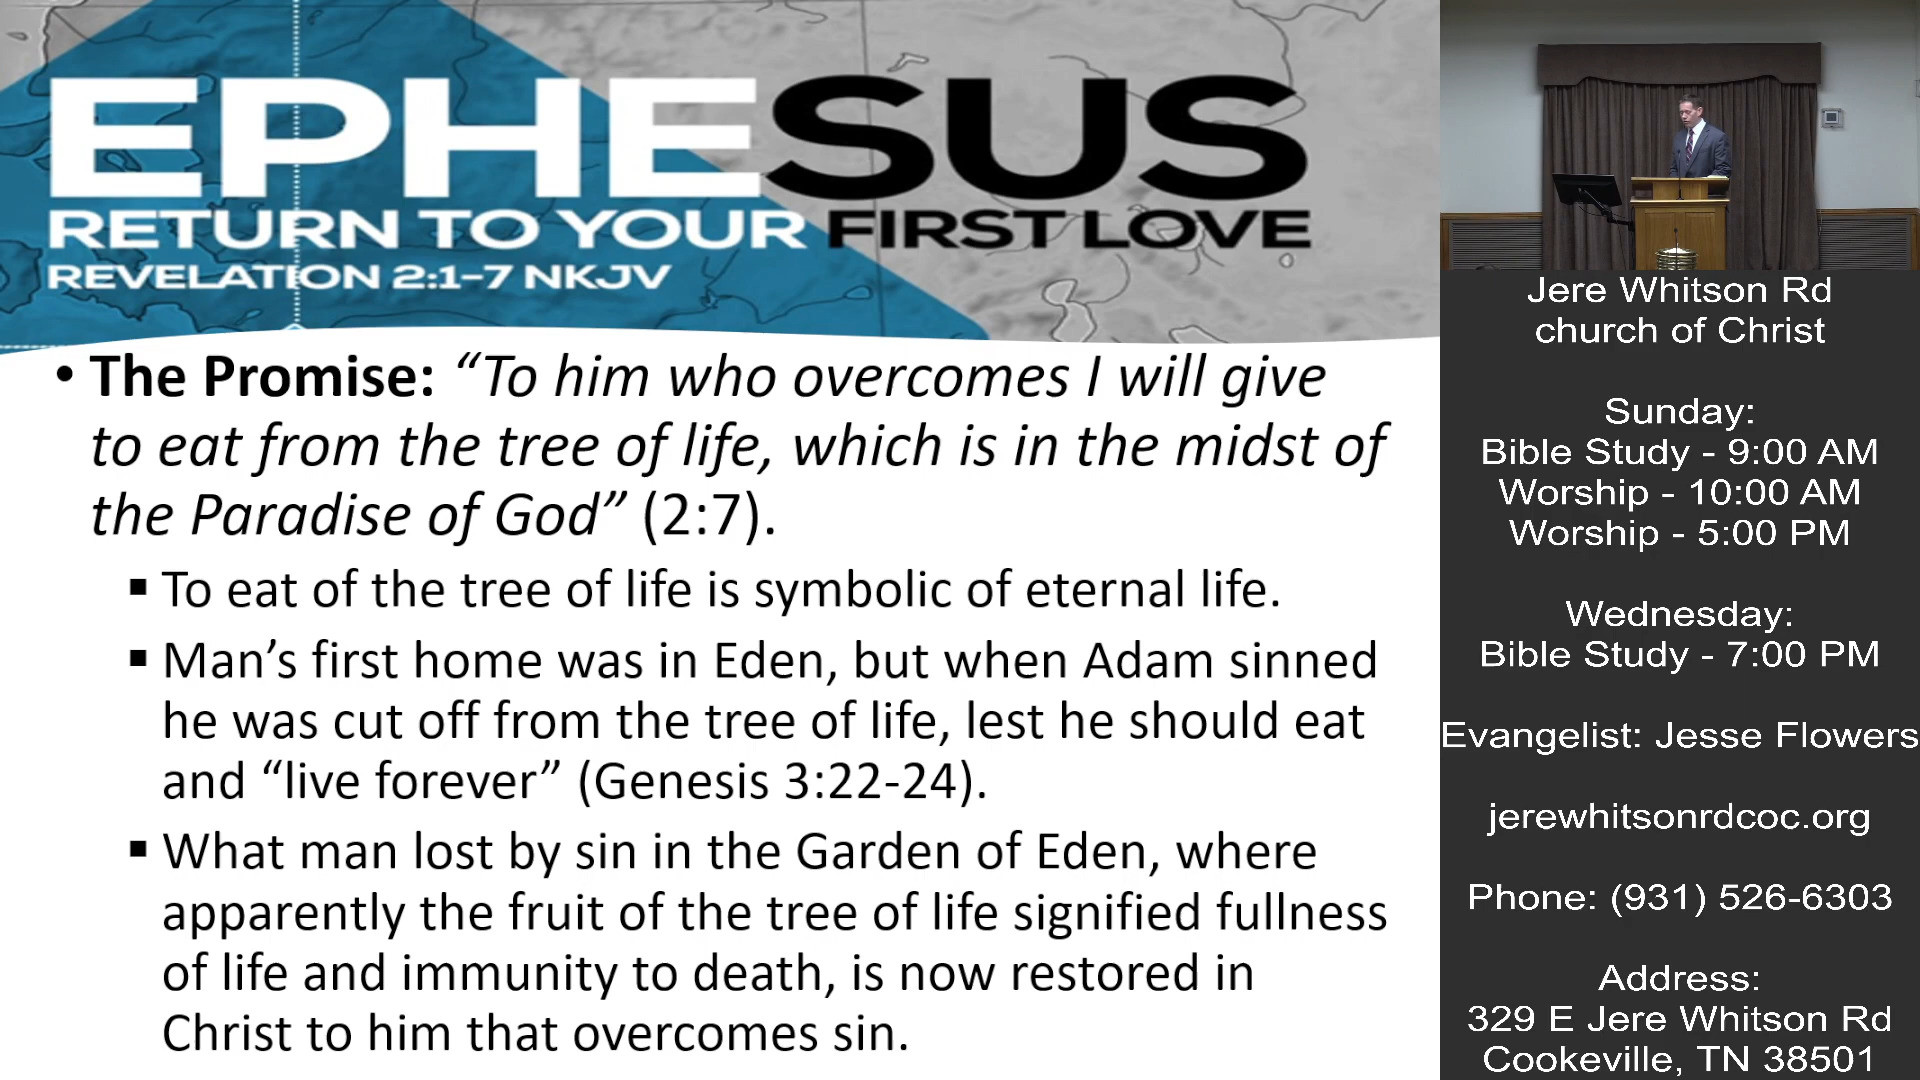 EPHESUS
RETURN TO YOUR FIRST LOVE
REVELATION 2:1-7 NKJV
• The Promise: “To him who overcomes I will give
to eat from the tree of life, which is in the midst of
the Paradise of God” (2:7).
▪ To eat of the tree of life is symbolic of eternal life.
▪ Man’s first home was in Eden, but when Adam sinned
he was cut off from the tree of life, lest he should eat
and “live forever” (Genesis 3:22-24).
▪ What man lost by sin in the Garden of Eden, where
apparently the fruit of the tree of life signified fullness
of life and immunity to death, is now restored in
Christ to him that overcomes sin.
Jere Whitson Rd
church of Christ
Sunday:
Bible Study - 9:00 AM
Worship - 10:00 AM
Worship - 5:00 PM
Wednesday:
Bible Study - 7:00 PM
Evangelist: Jesse Flowers
jerewhitsonrdcoc.org
Phone: (931) 526-6303
Address:
329 E Jere Whitson Rd
Cookeville, TN 38501